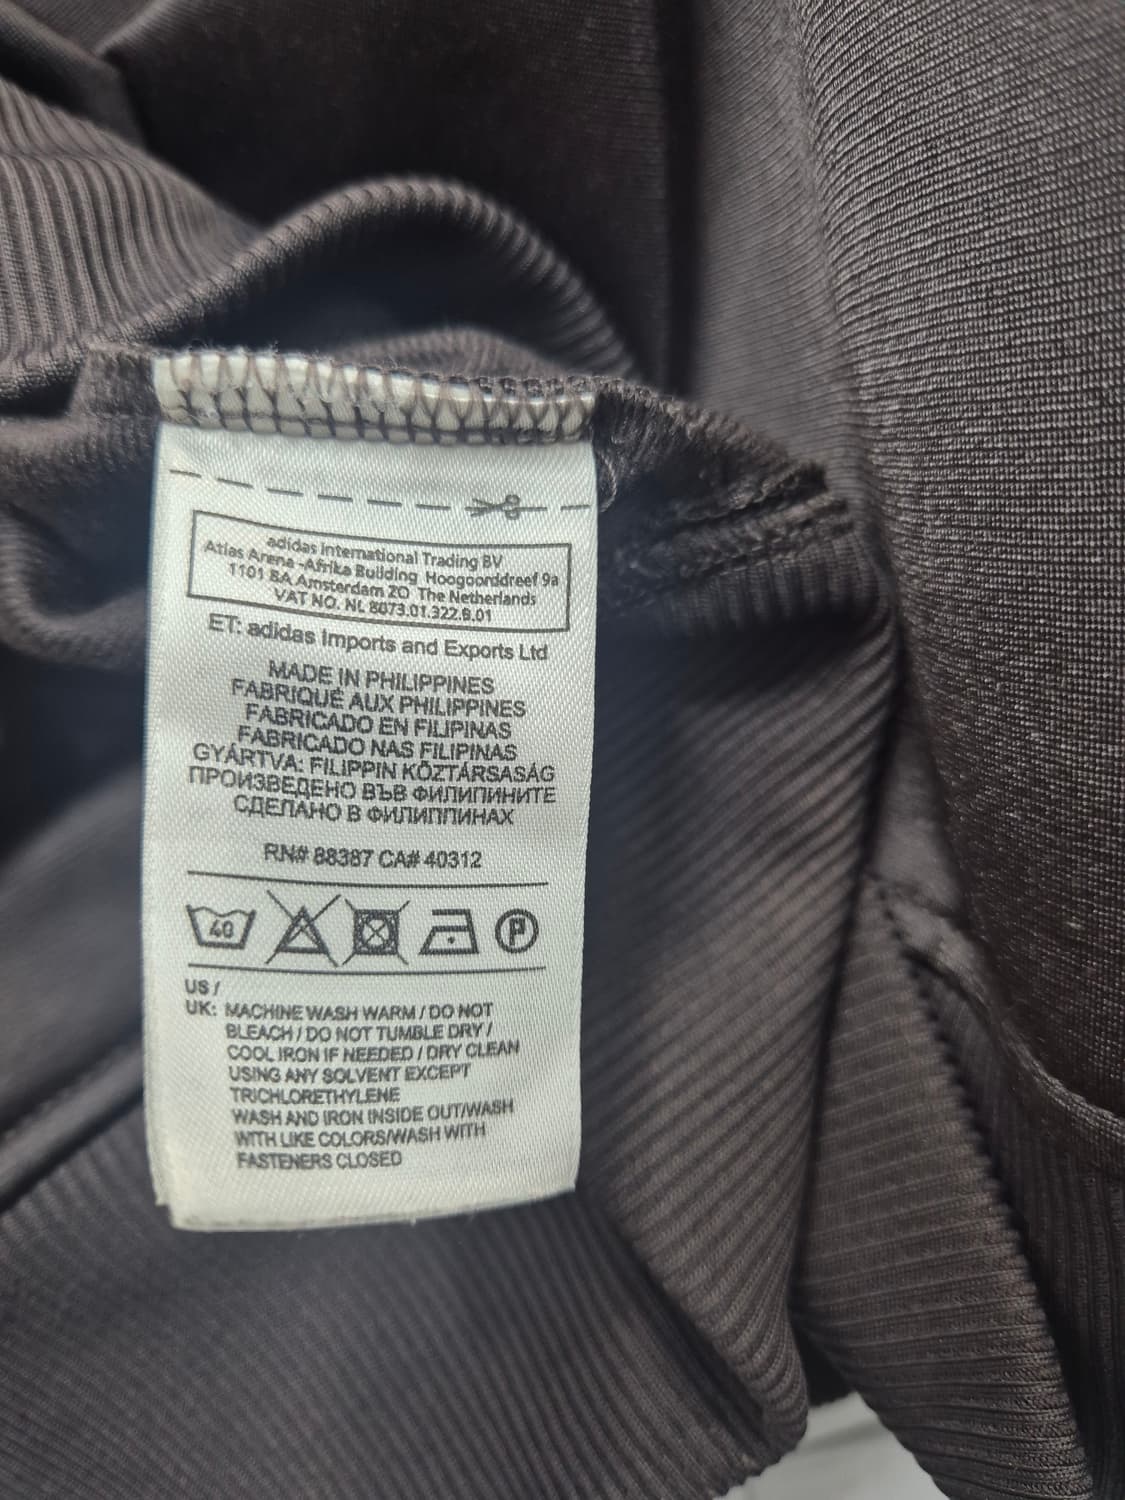 adidas International Trading BV
Atlas Arena -Afrika Building Hoogoorddreef 9a
1101 BA Amsterdam ZO The Netherlands
VAT NO. NL 8073.01.322.B.01
ET: adidas Imports and Exports Ltd
MADE IN PHILIPPINES
FABRIQUÉ AUX PHILIPPINES
FABRICADO EN FILIPINAS
FABRICADO NAS FILIPINAS
GYÁRTVA: FILIPPIN KÖZTÁRSASÁG
ПРОИЗВЕДЕНО ВЪВ ФИЛИПИНИТЕ
СДЕЛАНО В ФИЛИППИНАХ
RN# 88387 CA# 40312
40 P
US /
UK: MACHINE WASH WARM / DO NOT
BLEACH / DO NOT TUMBLE DRY /
COOL IRON IF NEEDED / DRY CLEAN
USING ANY SOLVENT EXCEPT
TRICHLORETHYLENE
WASH AND IRON INSIDE OUT/WASH
WITH LIKE COLORS/WASH WITH
FASTENERS CLOSED